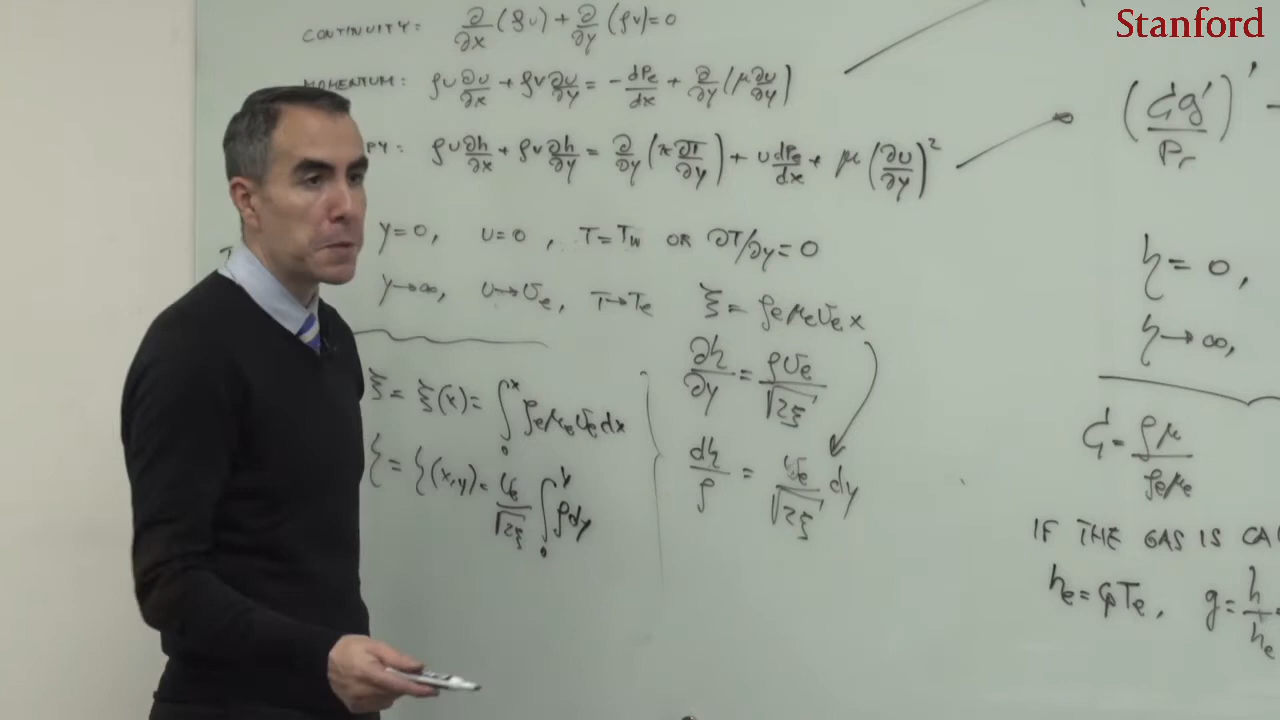 Stanford
CONTINUITY: ∂/∂x (ρu) + ∂/∂y (ρv) = 0
MOMENTUM: ρu ∂u/∂x + ρv ∂u/∂y = - dPe/dx + ∂/∂y (μ ∂u/∂y)
PY: ρu ∂h/∂x + ρv ∂h/∂y = ∂/∂y (λ ∂T/∂y) + u dPe/dx + μ (∂u/∂y)²
y=0, u=0, T=Tw OR ∂T/∂y=0
y→∞, u→Ue, T→Te
ξ = ρeμeUe x
ξ = ξ(x) = ∫₀ˣ ρeμeUe dx
η = η(x,y) = Ue/√2ξ ∫₀ʸ ρdy
∂η/∂y = ρUe/√2ξ
dη/ρ = Ue/√2ξ dy
(C g'/Pr)'
η = 0,
η→∞,
C = ρμ/ρeμe
IF THE GAS IS CA
he = cpTe, g = h/he =